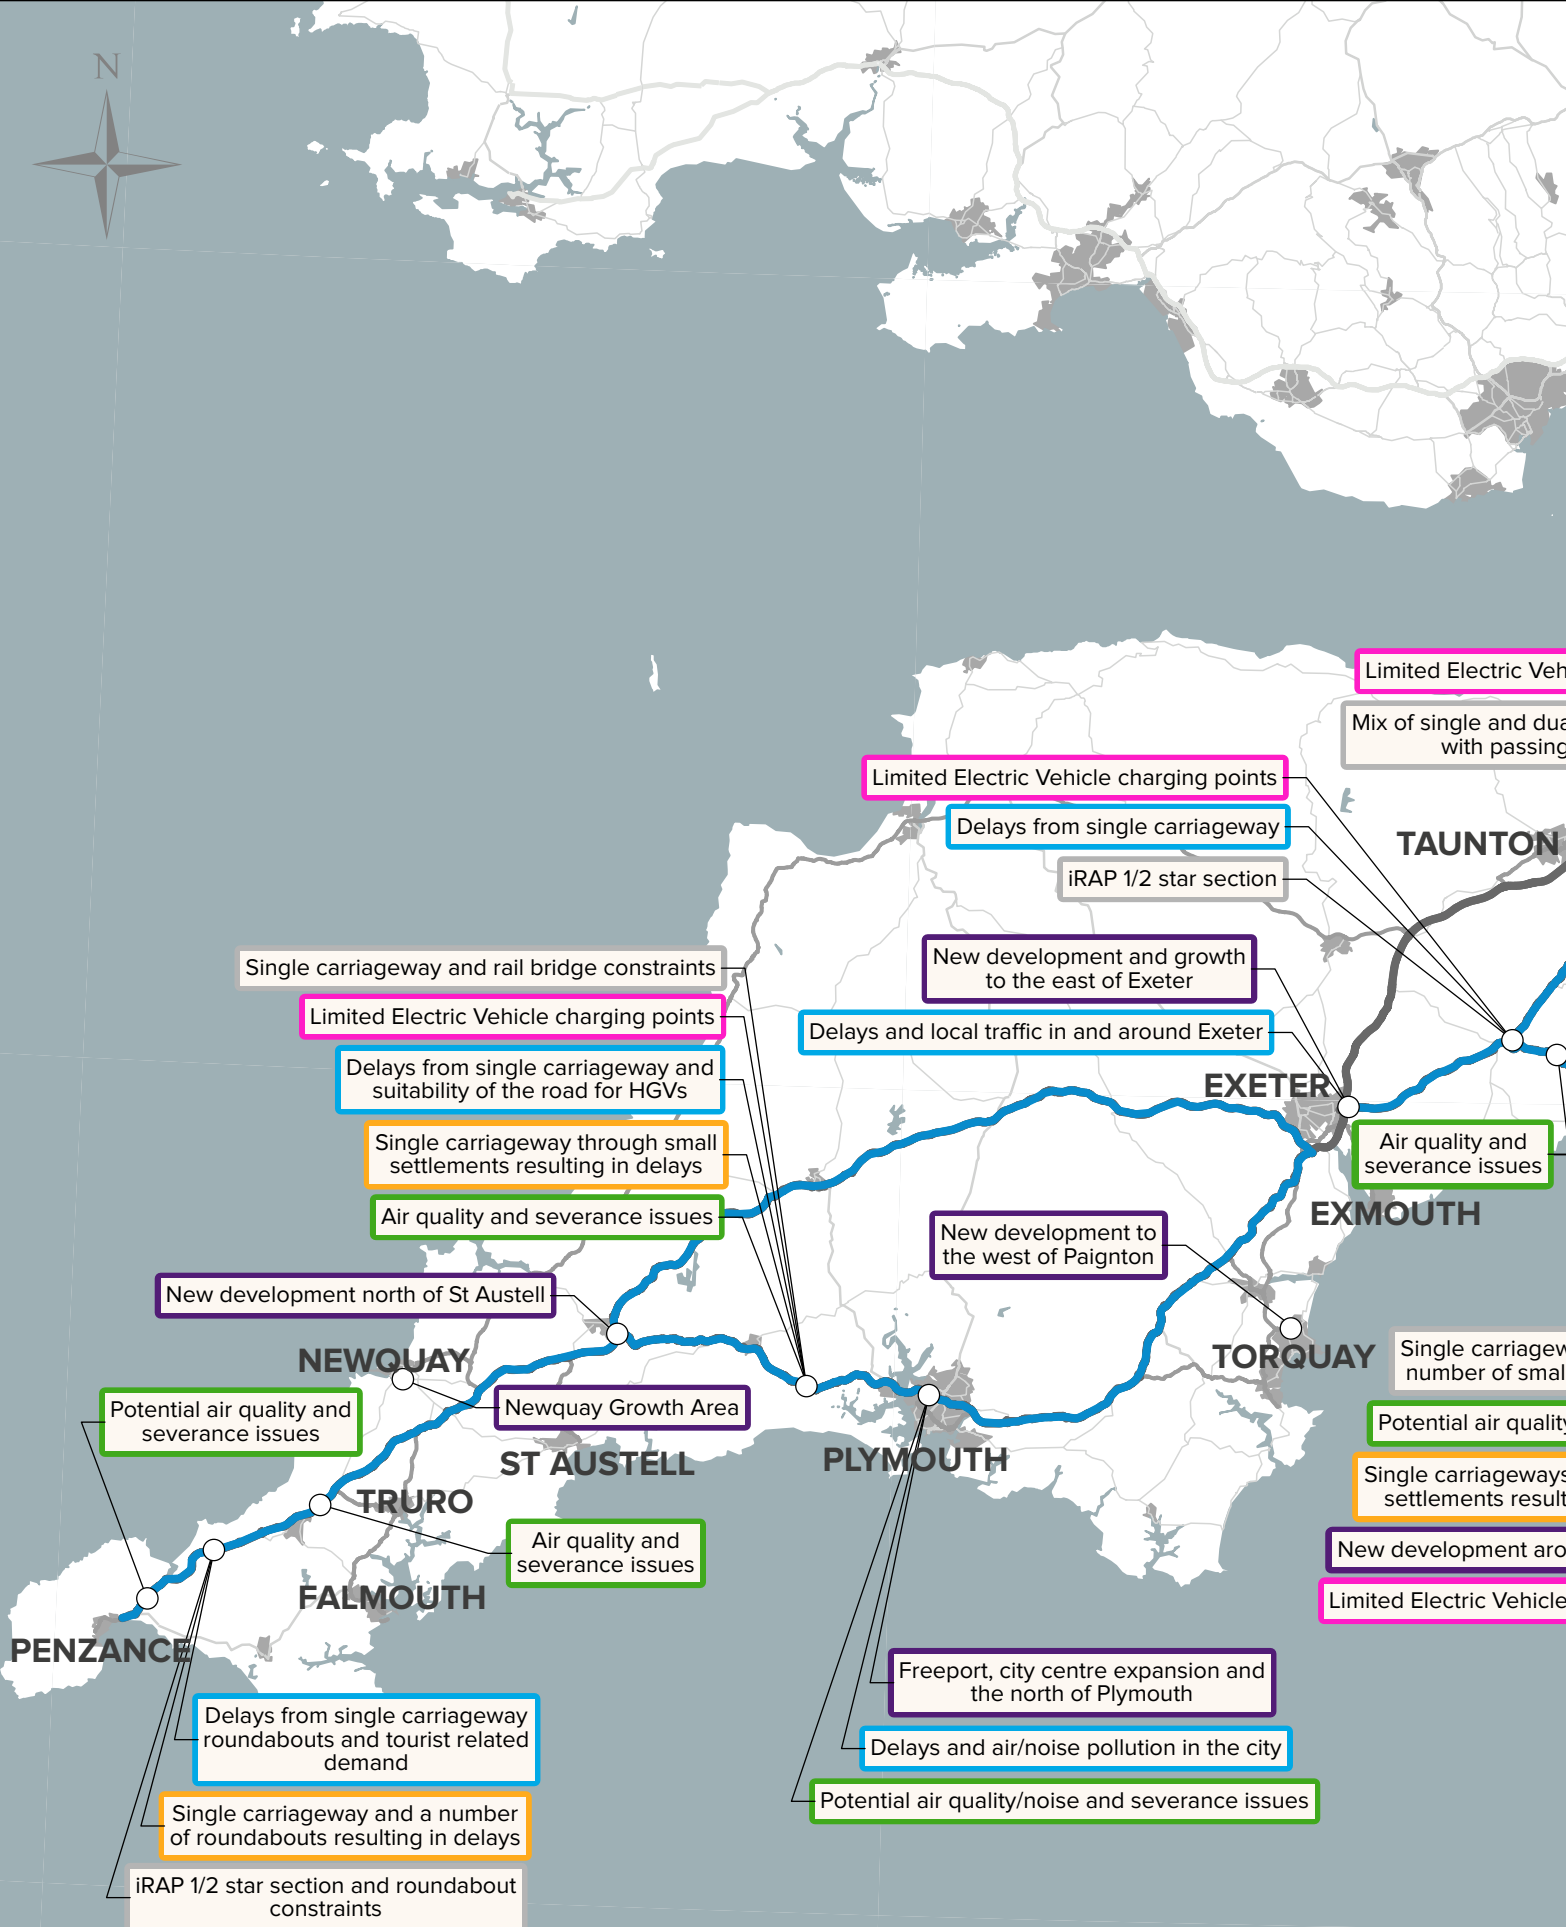 N
Limited Electric Veh
Mix of single and dua
with passing
Limited Electric Vehicle charging points
Delays from single carriageway
TAUNTON
iRAP 1/2 star section
New development and growth
to the east of Exeter
Single carriageway and rail bridge constraints
Limited Electric Vehicle charging points
Delays and local traffic in and around Exeter
Delays from single carriageway and
suitability of the road for HGVs
EXETER
Single carriageway through small
settlements resulting in delays
Air quality and
severance issues
Air quality and severance issues
EXMOUTH
New development to
the west of Paignton
New development north of St Austell
NEWQUAY
TORQUAY
Single carriagew
number of smal
Potential air quality and
severance issues
Newquay Growth Area
Potential air quality
ST AUSTELL
PLYMOUTH
Single carriageways
settlements result
TRURO
Air quality and
severance issues
New development aro
FALMOUTH
Limited Electric Vehicle
PENZANCE
Freeport, city centre expansion and
the north of Plymouth
Delays from single carriageway
roundabouts and tourist related
demand
Delays and air/noise pollution in the city
Potential air quality/noise and severance issues
Single carriageway and a number
of roundabouts resulting in delays
iRAP 1/2 star section and roundabout
constraints